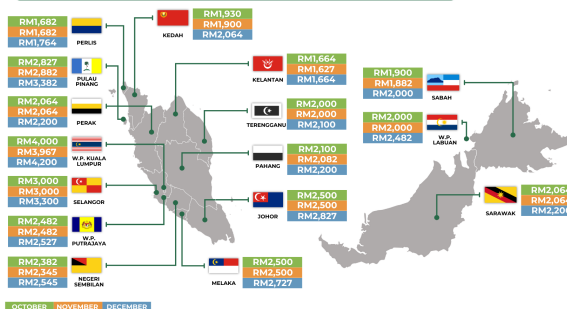 RM1,682
RM1,682
RM1,764
PERLIS
RM1,930
RM1,900
RM2,064
KEDAH
RM2,827
RM2,882
RM3,382
PULAU
PINANG
RM1,664
RM1,627
RM1,664
KELANTAN
RM1,900
RM1,882
RM2,000
SABAH
RM2,064
RM2,064
RM2,200
PERAK
RM2,000
RM2,000
RM2,100
TERENGGANU
RM2,000
RM2,000
RM2,482
W.P.
LABUAN
RM4,000
RM3,967
RM4,200
W.P. KUALA
LUMPUR
RM2,100
RM2,082
RM2,200
PAHANG
RM3,000
RM3,000
RM3,300
SELANGOR
RM2,500
RM2,500
RM2,827
JOHOR
RM2,064
RM2,064
SARAWAK
RM2,482
RM2,482
RM2,527
W.P.
PUTRAJAYA
RM2,382
RM2,345
RM2,545
NEGERI
SEMBILAN
RM2,500
RM2,500
RM2,727
MELAKA
OCTOBER NOVEMBER DECEMBER